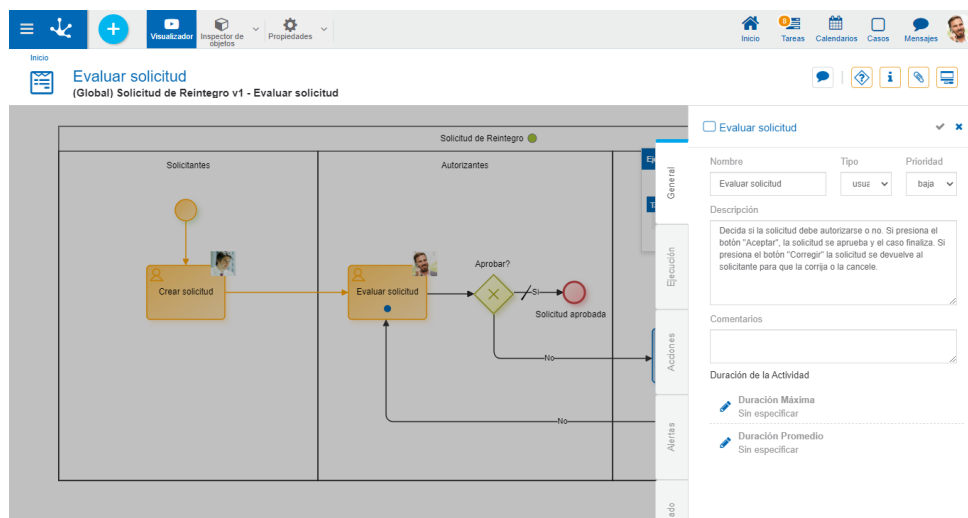 Visualizador
Inspector de
objetos
Propiedades
Inicio
Tareas
Calendarios
Casos
Mensajes
Inicio
Evaluar solicitud
(Global) Solicitud de Reintegro v1 - Evaluar solicitud
Solicitud de Reintegro
Solicitantes
Autorizantes
Crear solicitud
Evaluar solicitud
Aprobar?
Si
Solicitud aprobada
No
No
General
Ejecución
Acciones
Alertas
Evaluar solicitud
Nombre
Tipo
Prioridad
Evaluar solicitud
usua
baja
Descripción
Decida si la solicitud debe autorizarse o no. Si presiona el
botón "Aceptar", la solicitud se aprueba y el caso finaliza. Si
presiona el botón "Corregir" la solicitud se devuelve al
solicitante para que la corrija o la cancele.
Comentarios
Duración de la Actividad
Duración Máxima
Sin especificar
Duración Promedio
Sin especificar